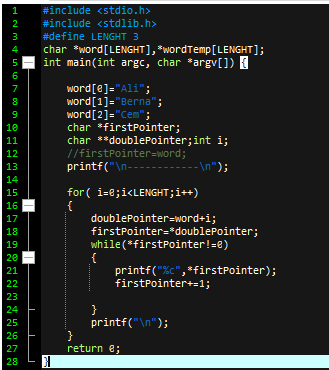 1 #include <stdio.h>
2 #include <stdlib.h>
3 #define LENGHT 3
4 char *word[LENGHT],*wordTemp[LENGHT];
5 int main(int argc, char *argv[]) {
6
7 word[0]="Ali";
8 word[1]="Berna";
9 word[2]="Cem";
10 char *firstPointer;
11 char **doublePointer;int i;
12 //firstPointer=word;
13 printf("\n------------\n");
14
15 for( i=0;i<LENGHT;i++)
16 {
17 doublePointer=word+i;
18 firstPointer=*doublePointer;
19 while(*firstPointer!=0)
20 {
21 printf("%c",*firstPointer);
22 firstPointer+=1;
23
24 }
25 printf("\n");
26 }
27 return 0;
28 }